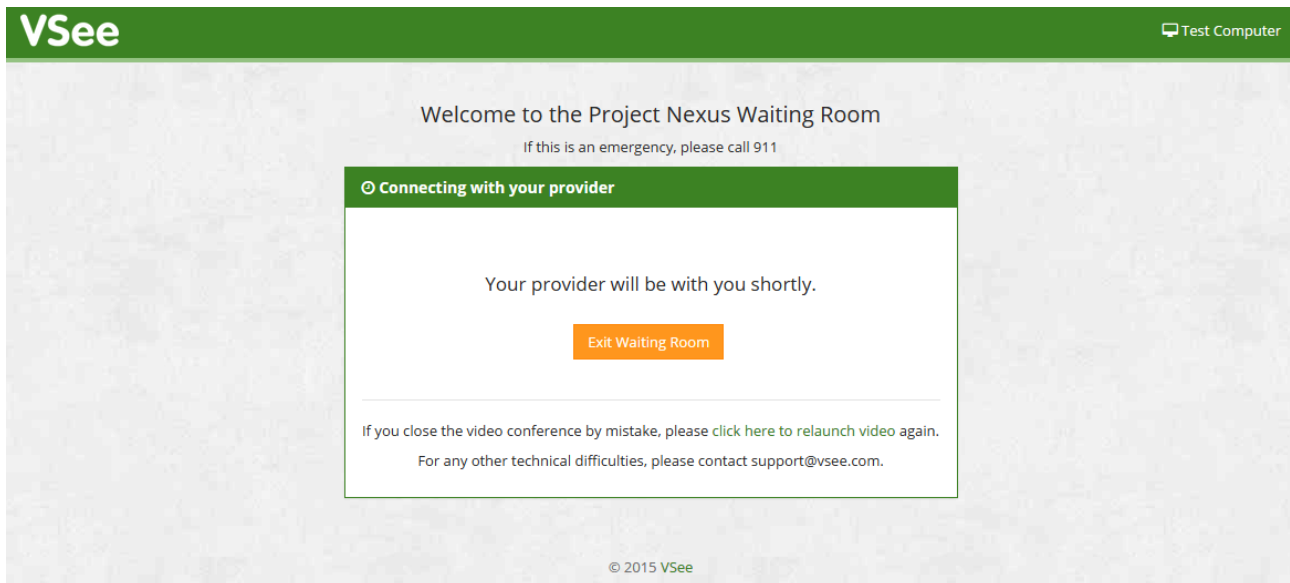 VSee
Test Computer
Welcome to the Project Nexus Waiting Room
If this is an emergency, please call 911
Connecting with your provider
Your provider will be with you shortly.
Exit Waiting Room
If you close the video conference by mistake, please click here to relaunch video again.
For any other technical difficulties, please contact support@vsee.com.
© 2015 VSee